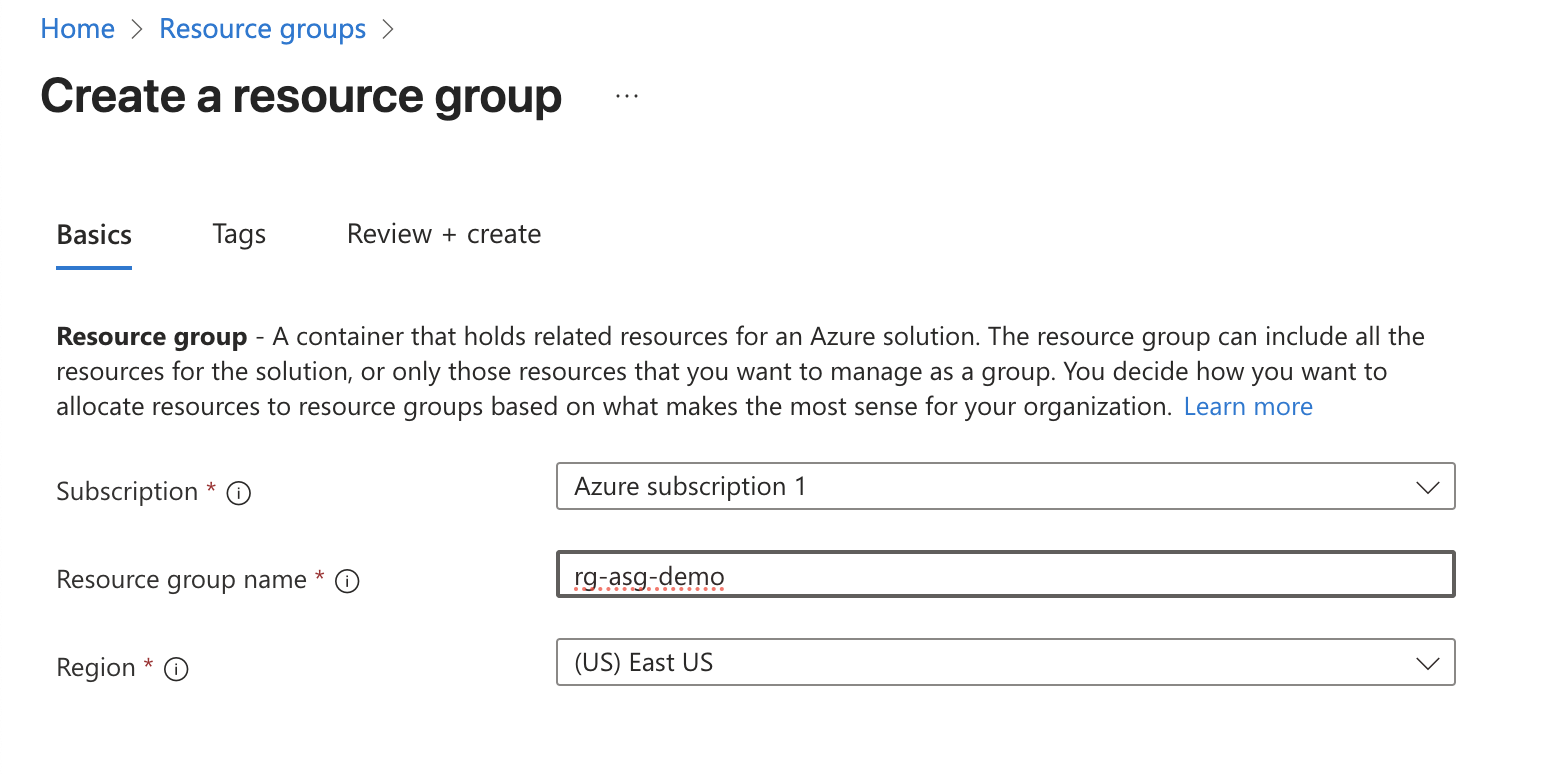 Home > Resource groups >
Create a resource group ...
Basics Tags Review + create
Resource group - A container that holds related resources for an Azure solution. The resource group can include all the
resources for the solution, or only those resources that you want to manage as a group. You decide how you want to
allocate resources to resource groups based on what makes the most sense for your organization. Learn more
Subscription * Azure subscription 1
Resource group name * rg-asg-demo
Region * (US) East US